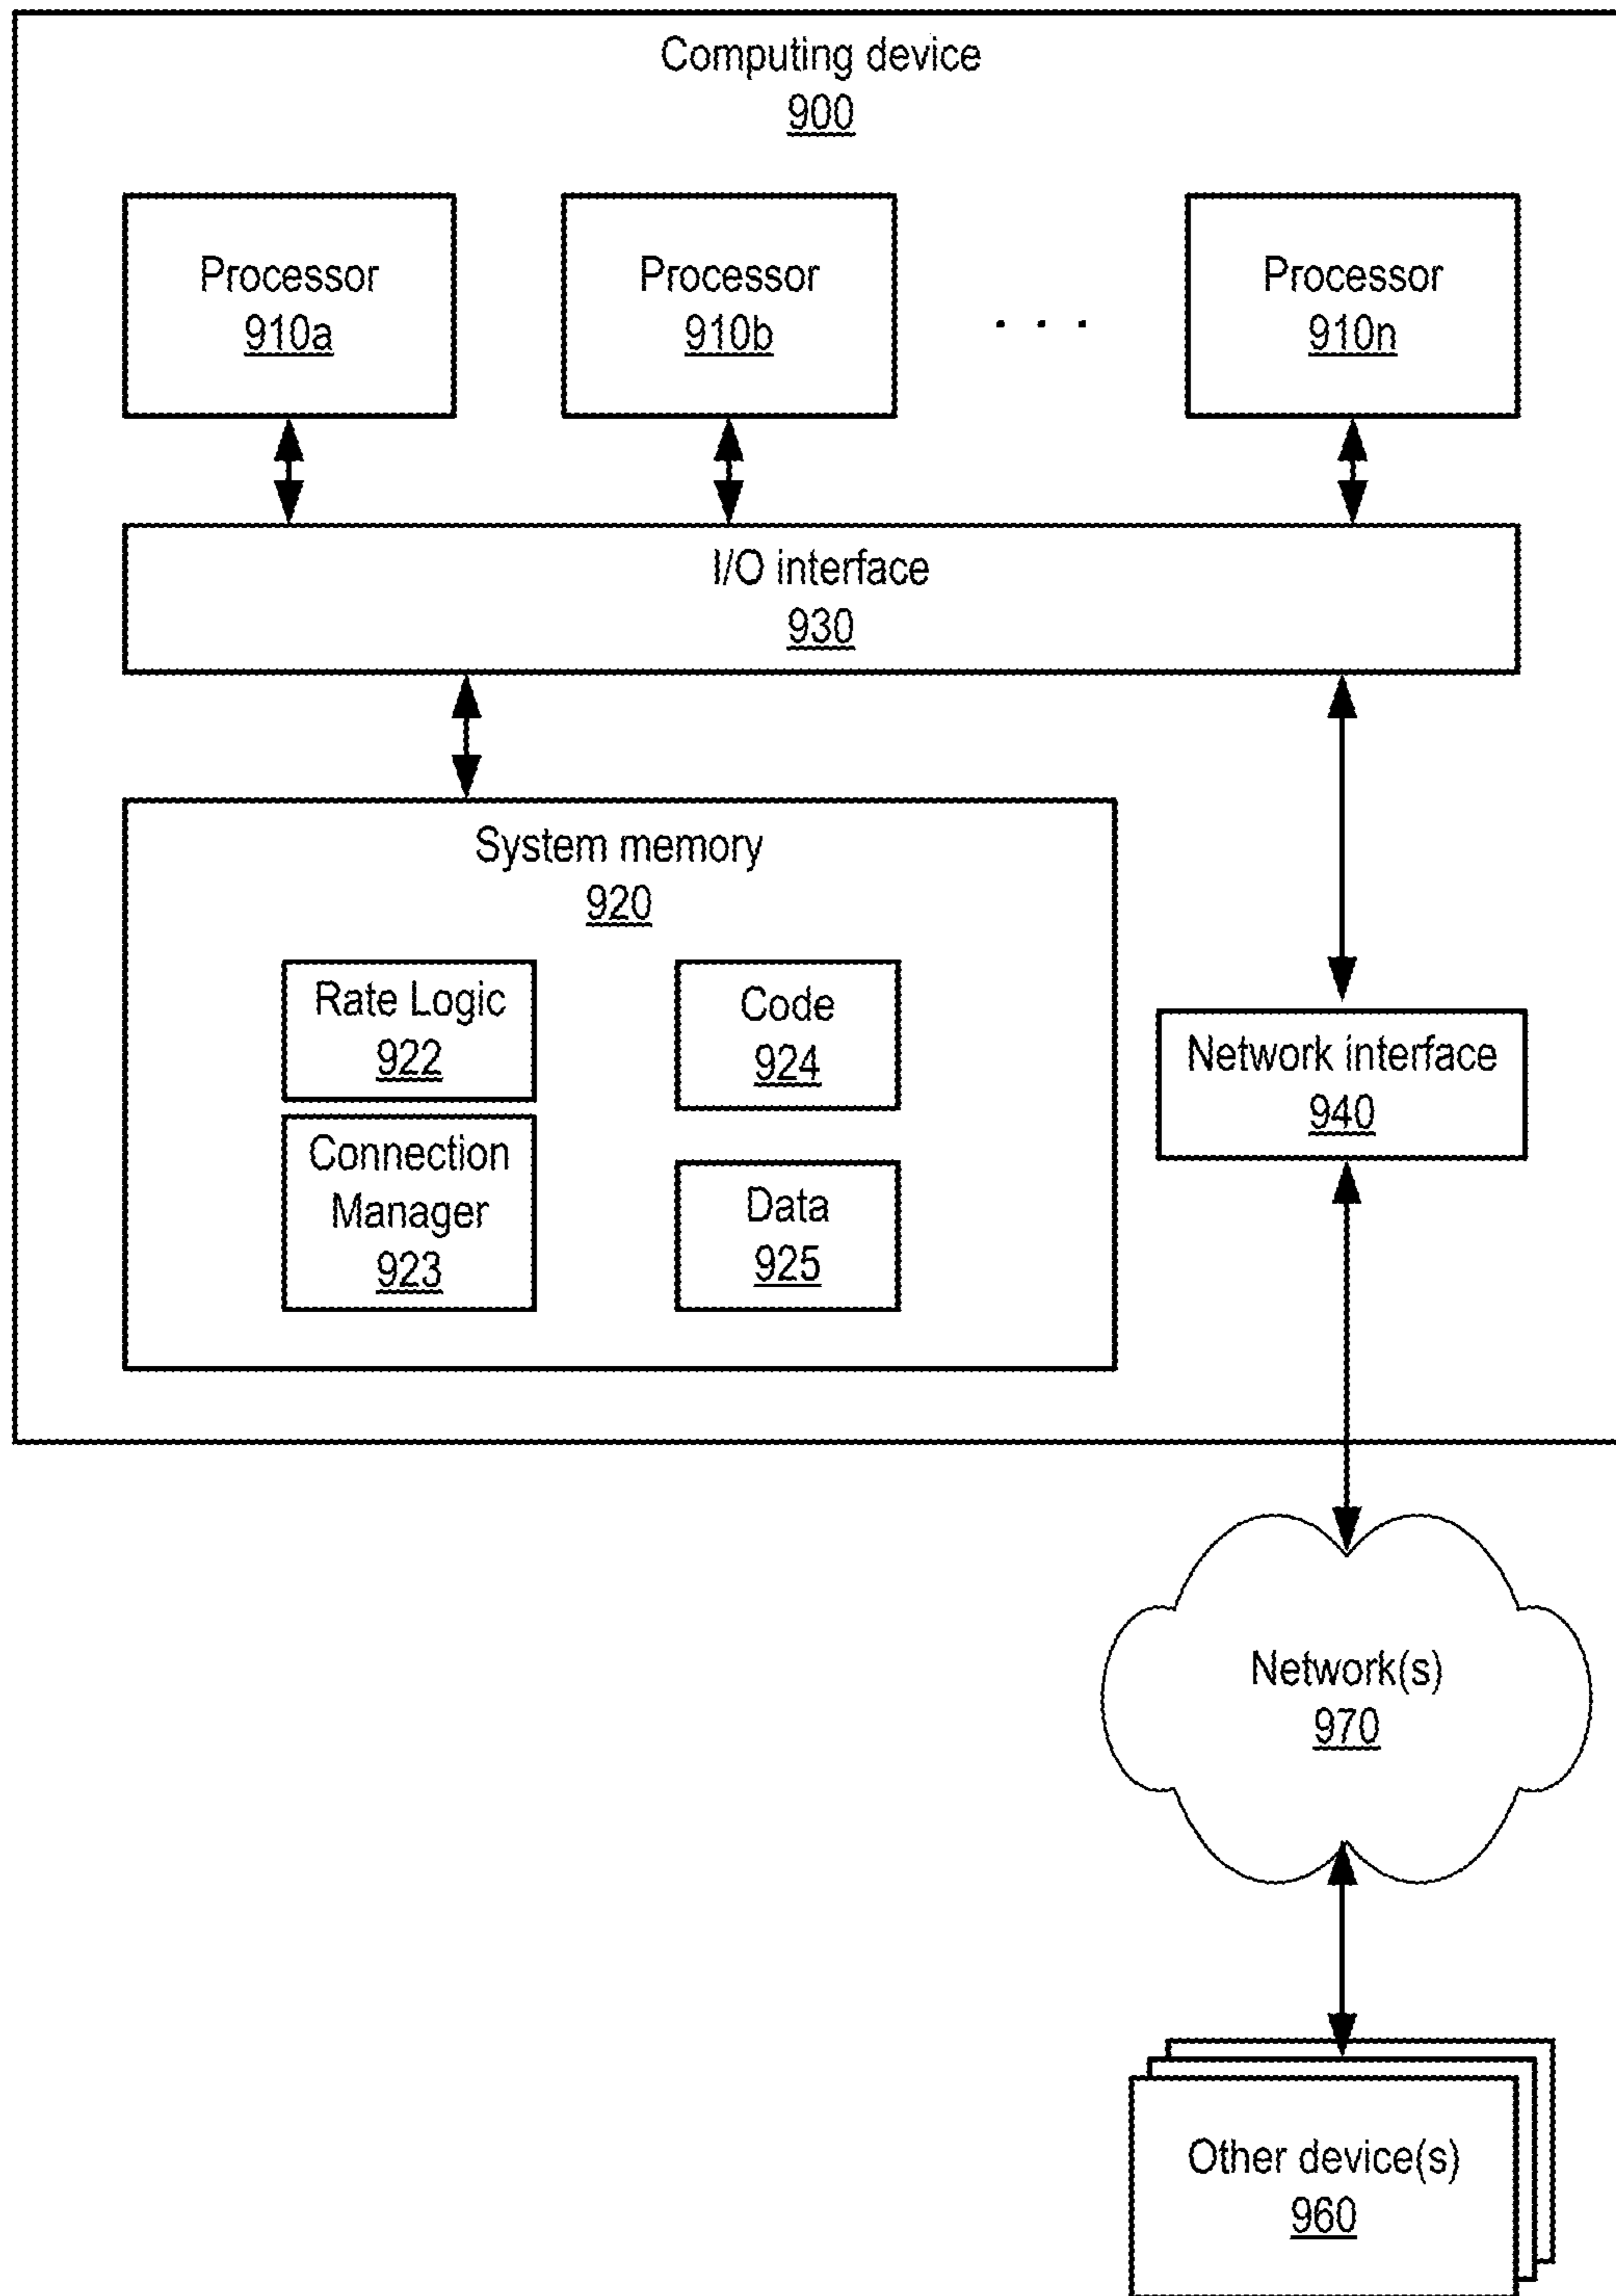 Computing device
900
Processor
910a
Processor
910b
. . .
Processor
910n
I/O interface
930
System memory
920
Rate Logic
922
Code
924
Connection
Manager
923
Data
925
Network interface
940
Network(s)
970
Other device(s)
960